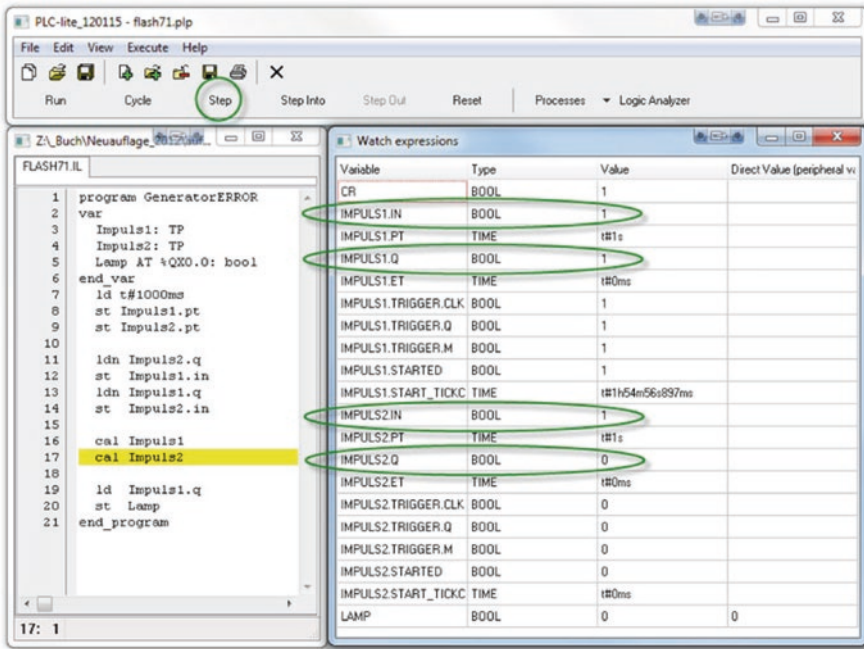 PLC-lite_120115 - flash71.plp
File Edit View Execute Help
Run Cycle Step Step Into Step Out Reset Processes Logic Analyzer
Z:\_Buch\Neuauflage_2012\
FLASH71.IL
1 program GeneratorERROR
2 var
3 Impuls1: TP
4 Impuls2: TP
5 Lamp AT %QX0.0: bool
6 end_var
7 ld t#1000ms
8 st Impuls1.pt
9 st Impuls2.pt
10
11 ldn Impuls2.q
12 st Impuls1.in
13 ldn Impuls1.q
14 st Impuls2.in
15
16 cal Impuls1
17 cal Impuls2
18
19 ld Impuls1.q
20 st Lamp
21 end_program
17: 1
Watch expressions
Variable Type Value Direct Value (peripheral va
CR BOOL 1
IMPULS1.IN BOOL 1
IMPULS1.PT TIME t#1s
IMPULS1.Q BOOL 1
IMPULS1.ET TIME t#0ms
IMPULS1.TRIGGER.CLK BOOL 1
IMPULS1.TRIGGER.Q BOOL 1
IMPULS1.TRIGGER.M BOOL 1
IMPULS1.STARTED BOOL 1
IMPULS1.START_TICKC TIME t#1h54m56s897ms
IMPULS2.IN BOOL 1
IMPULS2.PT TIME t#1s
IMPULS2.Q BOOL 0
IMPULS2.ET TIME t#0ms
IMPULS2.TRIGGER.CLK BOOL 0
IMPULS2.TRIGGER.Q BOOL 0
IMPULS2.TRIGGER.M BOOL 0
IMPULS2.STARTED BOOL 0
IMPULS2.START_TICKC TIME t#0ms
LAMP BOOL 0 0